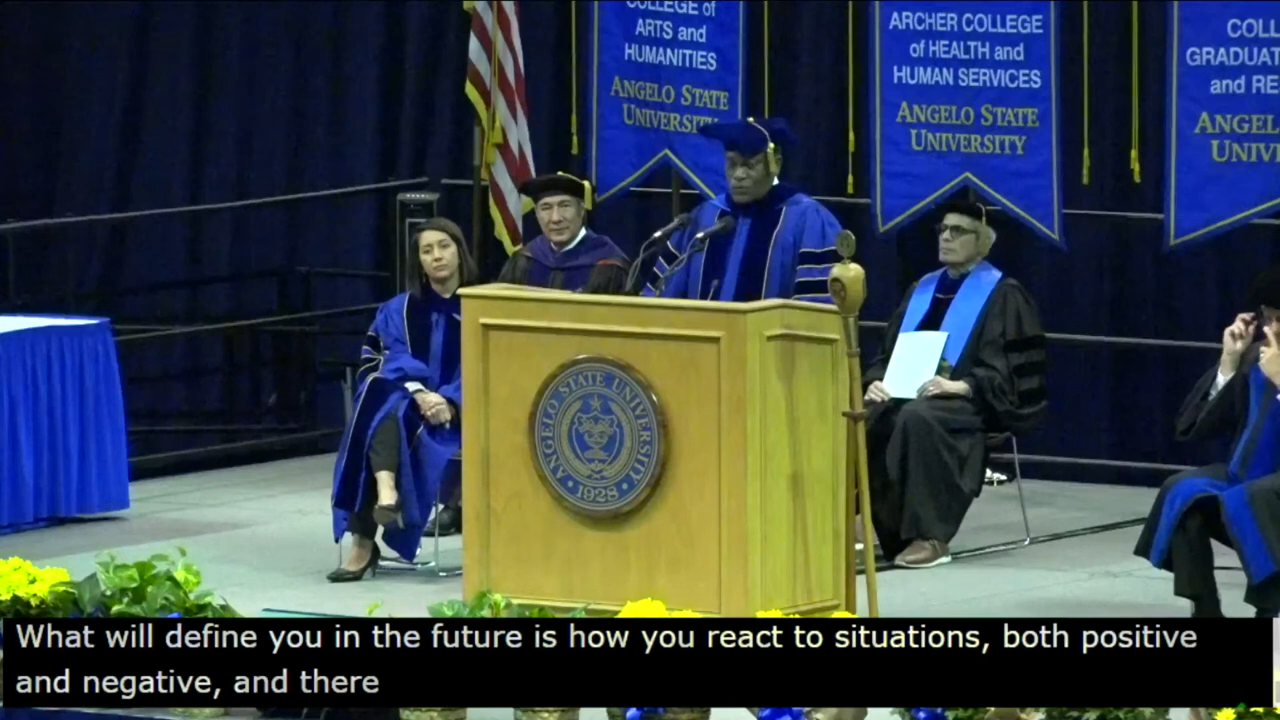 COLLEGE of
ARTS and
HUMANITIES
ANGELO STATE
UNIVERSITY
ARCHER COLLEGE
of HEALTH and
HUMAN SERVICES
ANGELO STATE
UNIVERSITY
COLL
GRADUAT
and RE
ANGEL
UNIV
ANGELO STATE UNIVERSITY
• 1928 •
What will define you in the future is how you react to situations, both positive
and negative, and there